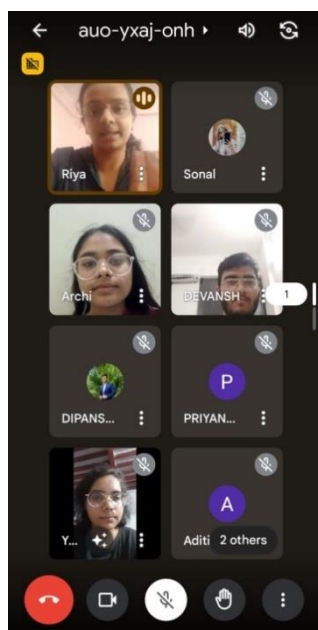 auo-yxaj-onh
Riya
Sonal
Archi
DEVANSH
1
DIPANS...
P
PRIYAN...
Y...
A
Aditi
2 others